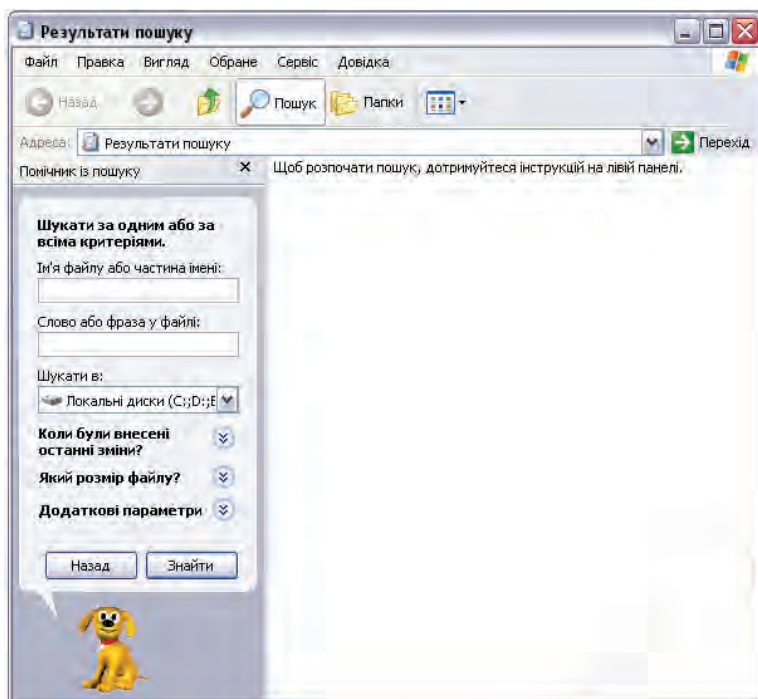 Результати пошуку
Файл Правка Вигляд Обране Сервіс Довідка
Назад Пошук Папки
Адреса: Результати пошуку Перехід
Помічник із пошуку
Щоб розпочати пошук, дотримуйтеся інструкцій на лівій панелі.
Шукати за одним або за
всіма критеріями.
Ім'я файлу або частина імені:
Слово або фраза у файлі:
Шукати в:
Локальні диски (C:;D:;E
Коли були внесені
останні зміни?
Який розмір файлу?
Додаткові параметри
Назад Знайти